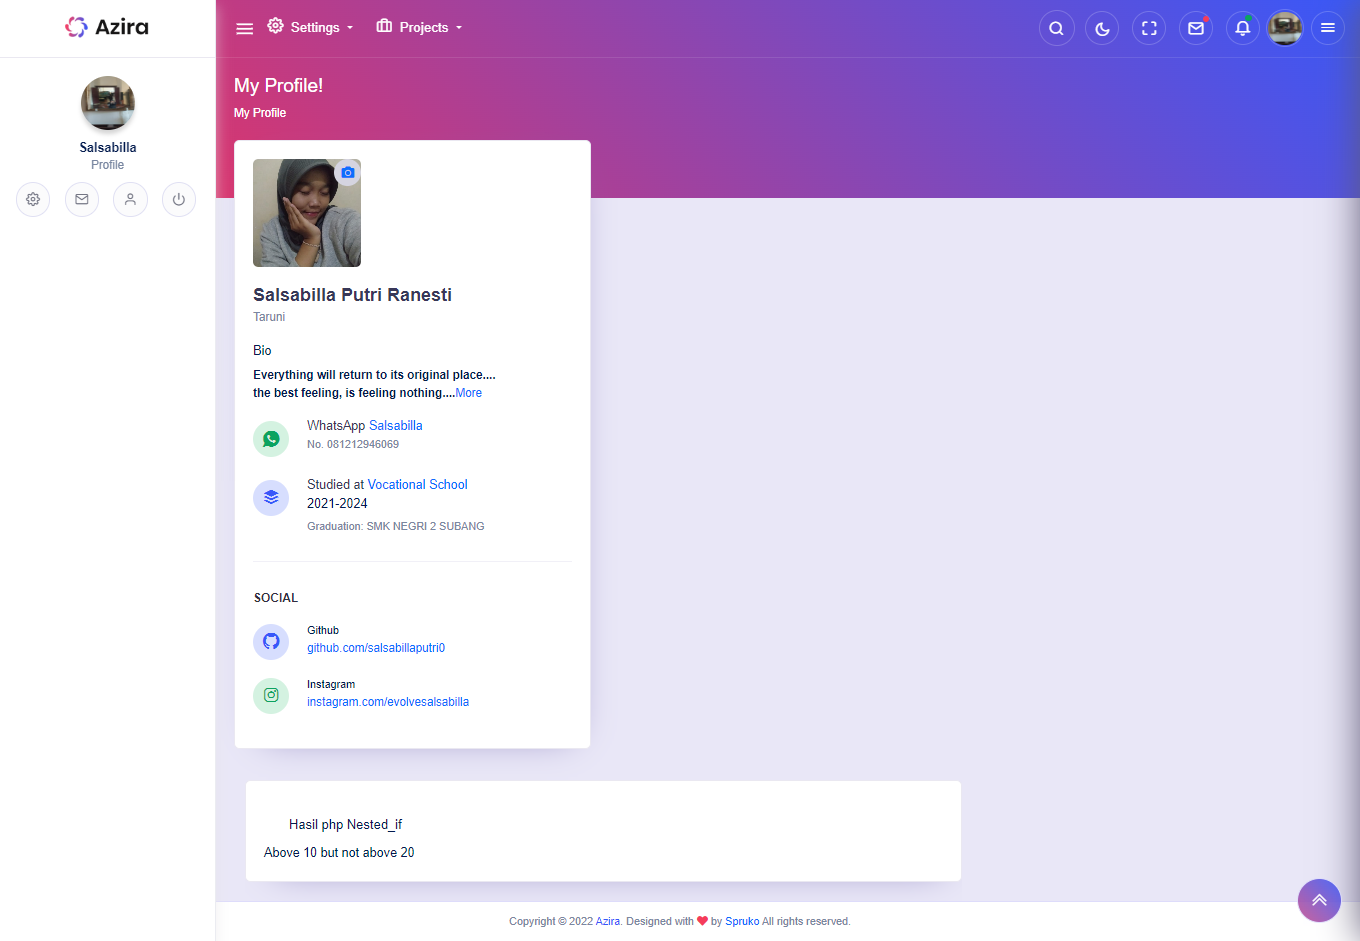 Azira
Settings
Projects
Salsabilla
Profile
My Profile!
My Profile
Salsabilla Putri Ranesti
Taruni
Bio
Everything will return to its original place....
the best feeling, is feeling nothing....More
WhatsApp Salsabilla
No. 081212946069
Studied at Vocational School
2021-2024
Graduation: SMK NEGRI 2 SUBANG
SOCIAL
Github
github.com/salsabillaputri0
Instagram
instagram.com/evolvesalsabilla
Hasil php Nested_if
Above 10 but not above 20
Copyright © 2022 Azira. Designed with ❤ by Spruko All rights reserved.